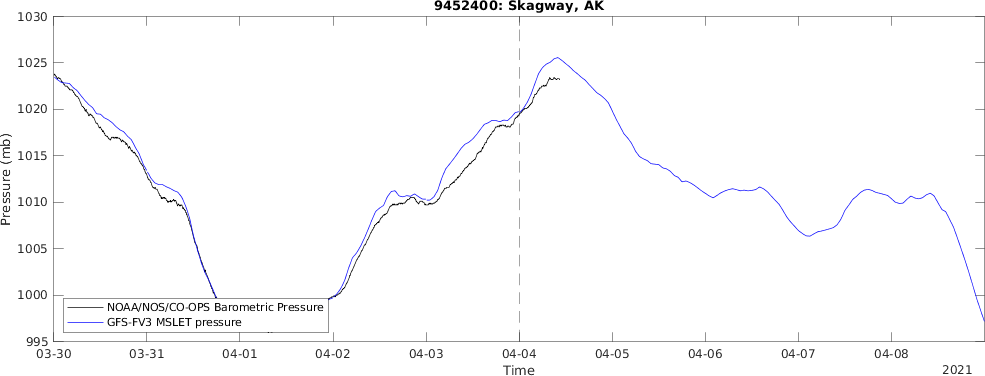 9452400: Skagway, AK
1030
1025
1020
1015
1010
1005
1000
995
Pressure (mb)
NOAA/NOS/CO-OPS Barometric Pressure
GFS-FV3 MSLET pressure
03-30 03-31 04-01 04-02 04-03 04-04 04-05 04-06 04-07 04-08
Time
2021